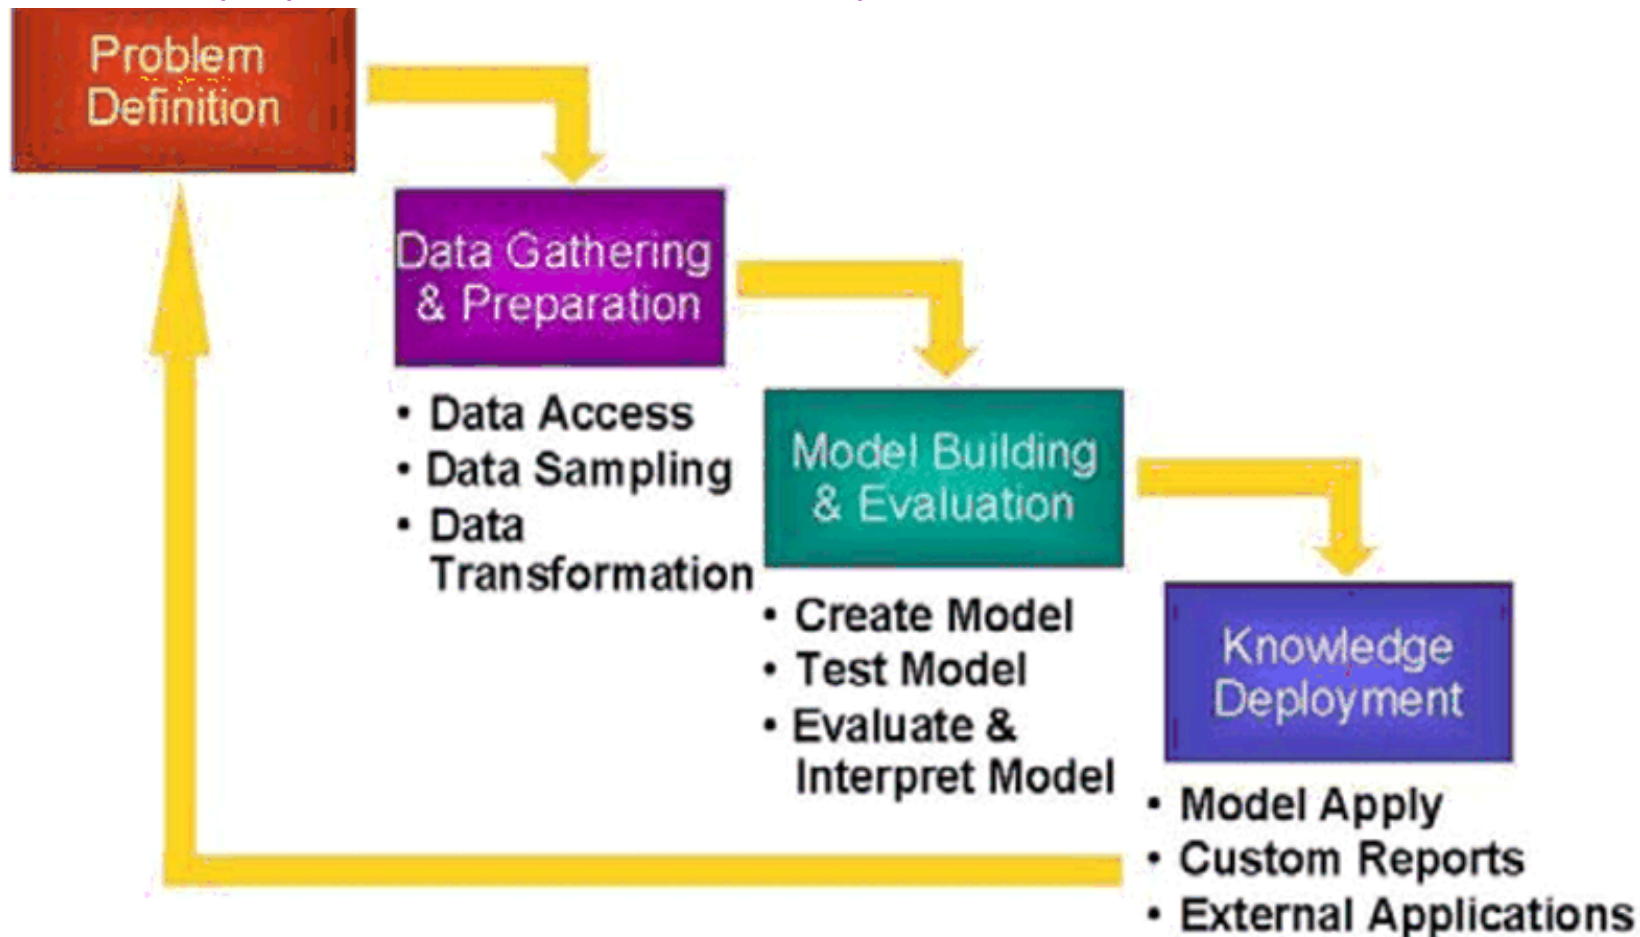 Problem
Definition
Data Gathering
& Preparation
• Data Access
• Data Sampling
• Data
Transformation
Model Building
& Evaluation
• Create Model
• Test Model
• Evaluate &
Interpret Model
Knowledge
Deployment
• Model Apply
• Custom Reports
• External Applications